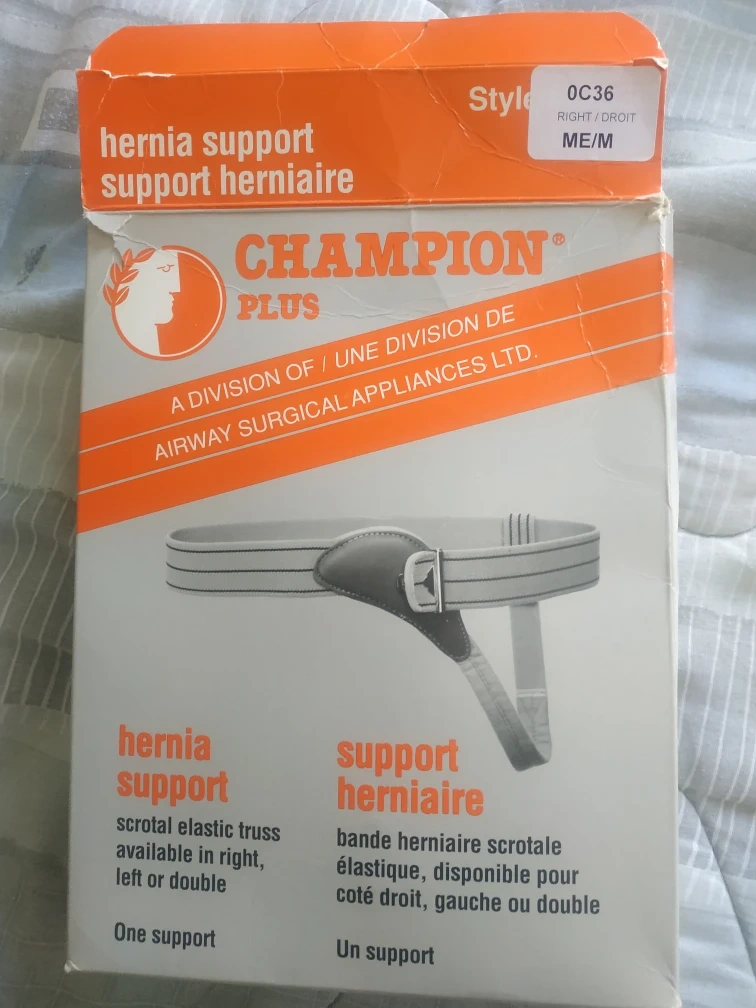 Style
0C36
RIGHT / DROIT
ME/M
hernia support
support herniaire
CHAMPION®
PLUS
A DIVISION OF / UNE DIVISION DE
AIRWAY SURGICAL APPLIANCES LTD.
hernia
support
scrotal elastic truss
available in right,
left or double
One support
support
herniaire
bande herniaire scrotale
élastique, disponible pour
coté droit, gauche ou double
Un support